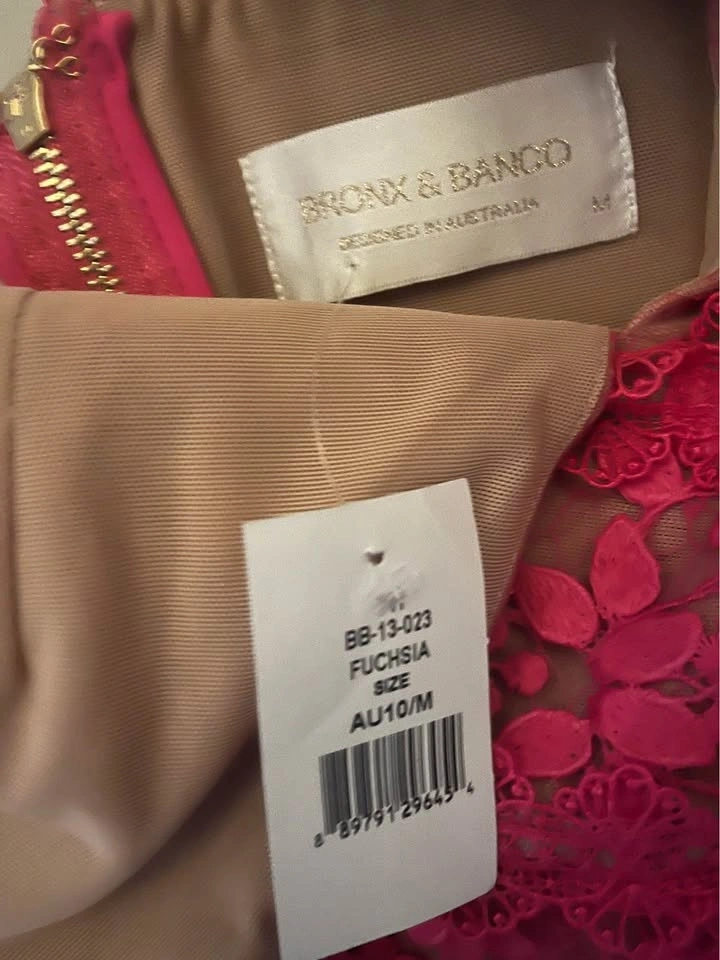 BRONX & BANCO
DESIGNED IN AUSTRALIA
M
BB-13-023
FUCHSIA
SIZE
AU10/M
8 89791 29645 4